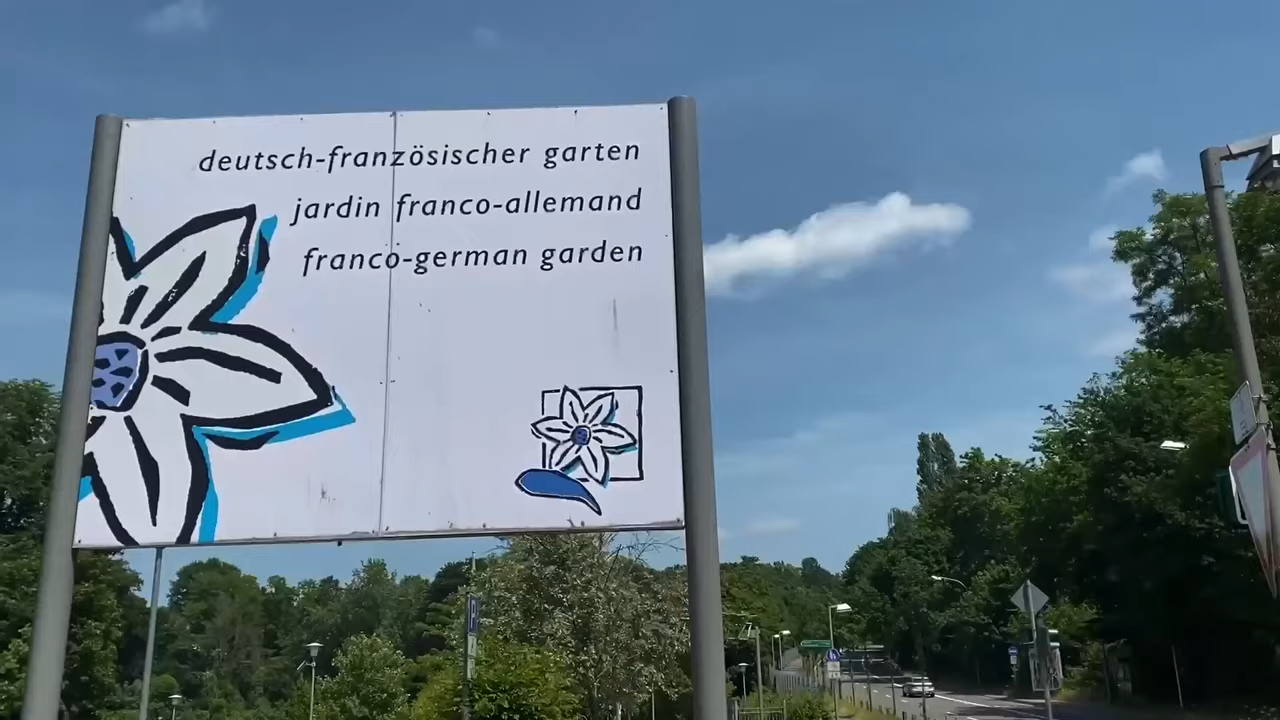 deutsch-französischer garten
jardin franco-allemand
franco-german garden
P